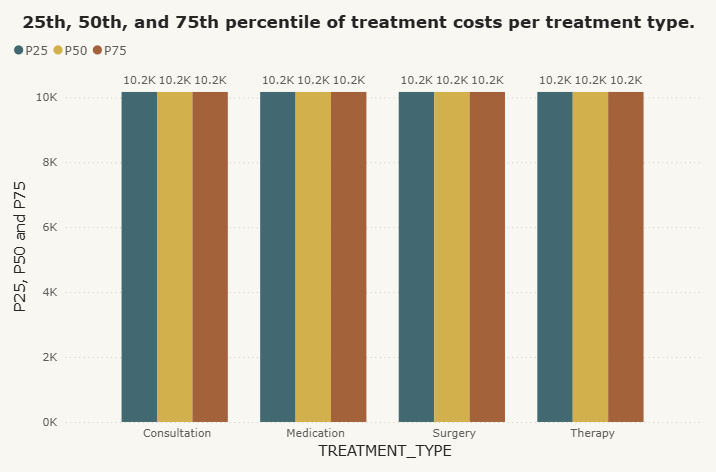 25th, 50th, and 75th percentile of treatment costs per treatment type.
P25 P50 P75
10.2K 10.2K 10.2K 10.2K 10.2K 10.2K 10.2K 10.2K 10.2K 10.2K 10.2K 10.2K
10K
8K
6K
4K
2K
0K
P25, P50 and P75
Consultation Medication Surgery Therapy
TREATMENT_TYPE